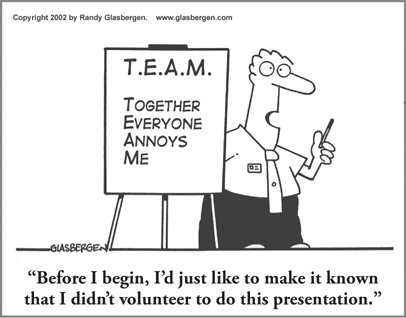 Copyright 2002 by Randy Glasbergen. www.glasbergen.com
T.E.A.M.
TOGETHER
EVERYONE
ANNOYS
ME
GLASBERGEN
“Before I begin, I’d just like to make it known
that I didn’t volunteer to do this presentation.”